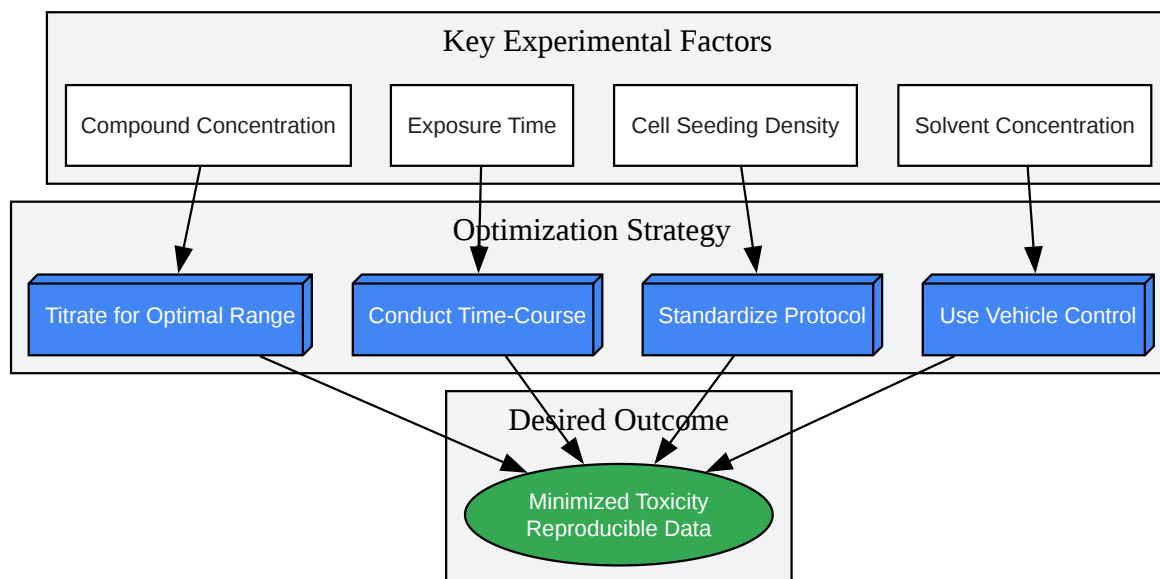 Key Experimental Factors
Compound Concentration
Exposure Time
Cell Seeding Density
Solvent Concentration
Optimization Strategy
Titrate for Optimal Range
Conduct Time-Course
Standardize Protocol
Use Vehicle Control
Desired Outcome
Minimized Toxicity
Reproducible Data